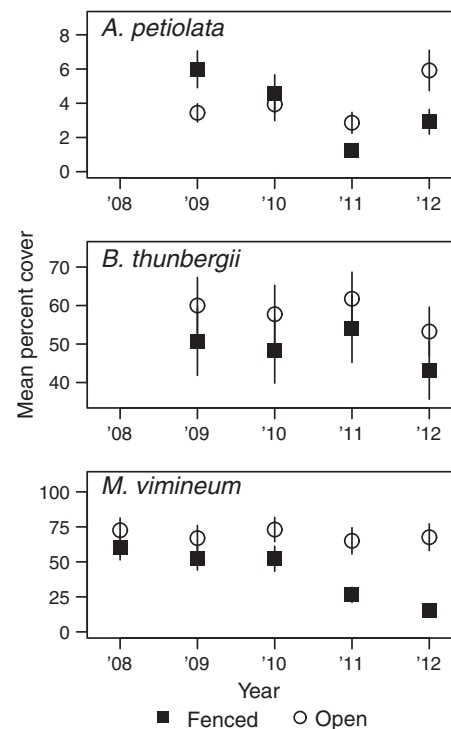 A. petiolata
8
6
4
2
0
'08 '09 '10 '11 '12
B. thunbergii
70
60
50
40
'08 '09 '10 '11 '12
M. vimineum
100
75
50
25
0
'08 '09 '10 '11 '12
Mean percent cover
Year
Fenced Open